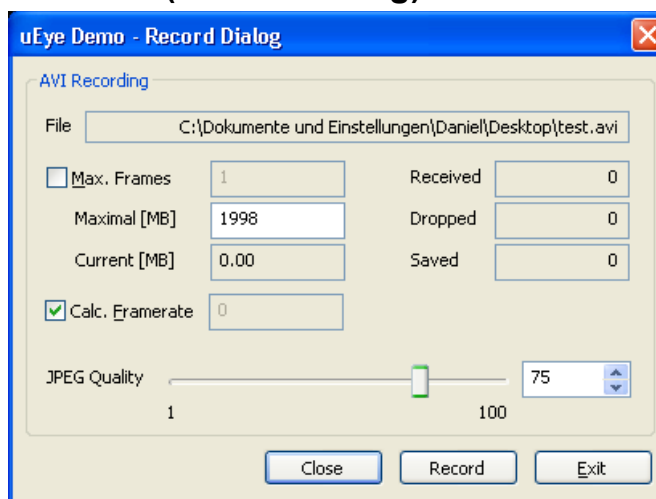 uEye Demo - Record Dialog
AVI Recording
File C:\Dokumente und Einstellungen\Daniel\Desktop\test.avi
Max. Frames 1 Received 0
Maximal [MB] 1998 Dropped 0
Current [MB] 0.00 Saved 0
Calc. Framerate 0
JPEG Quality 75
1 100
Close Record Exit